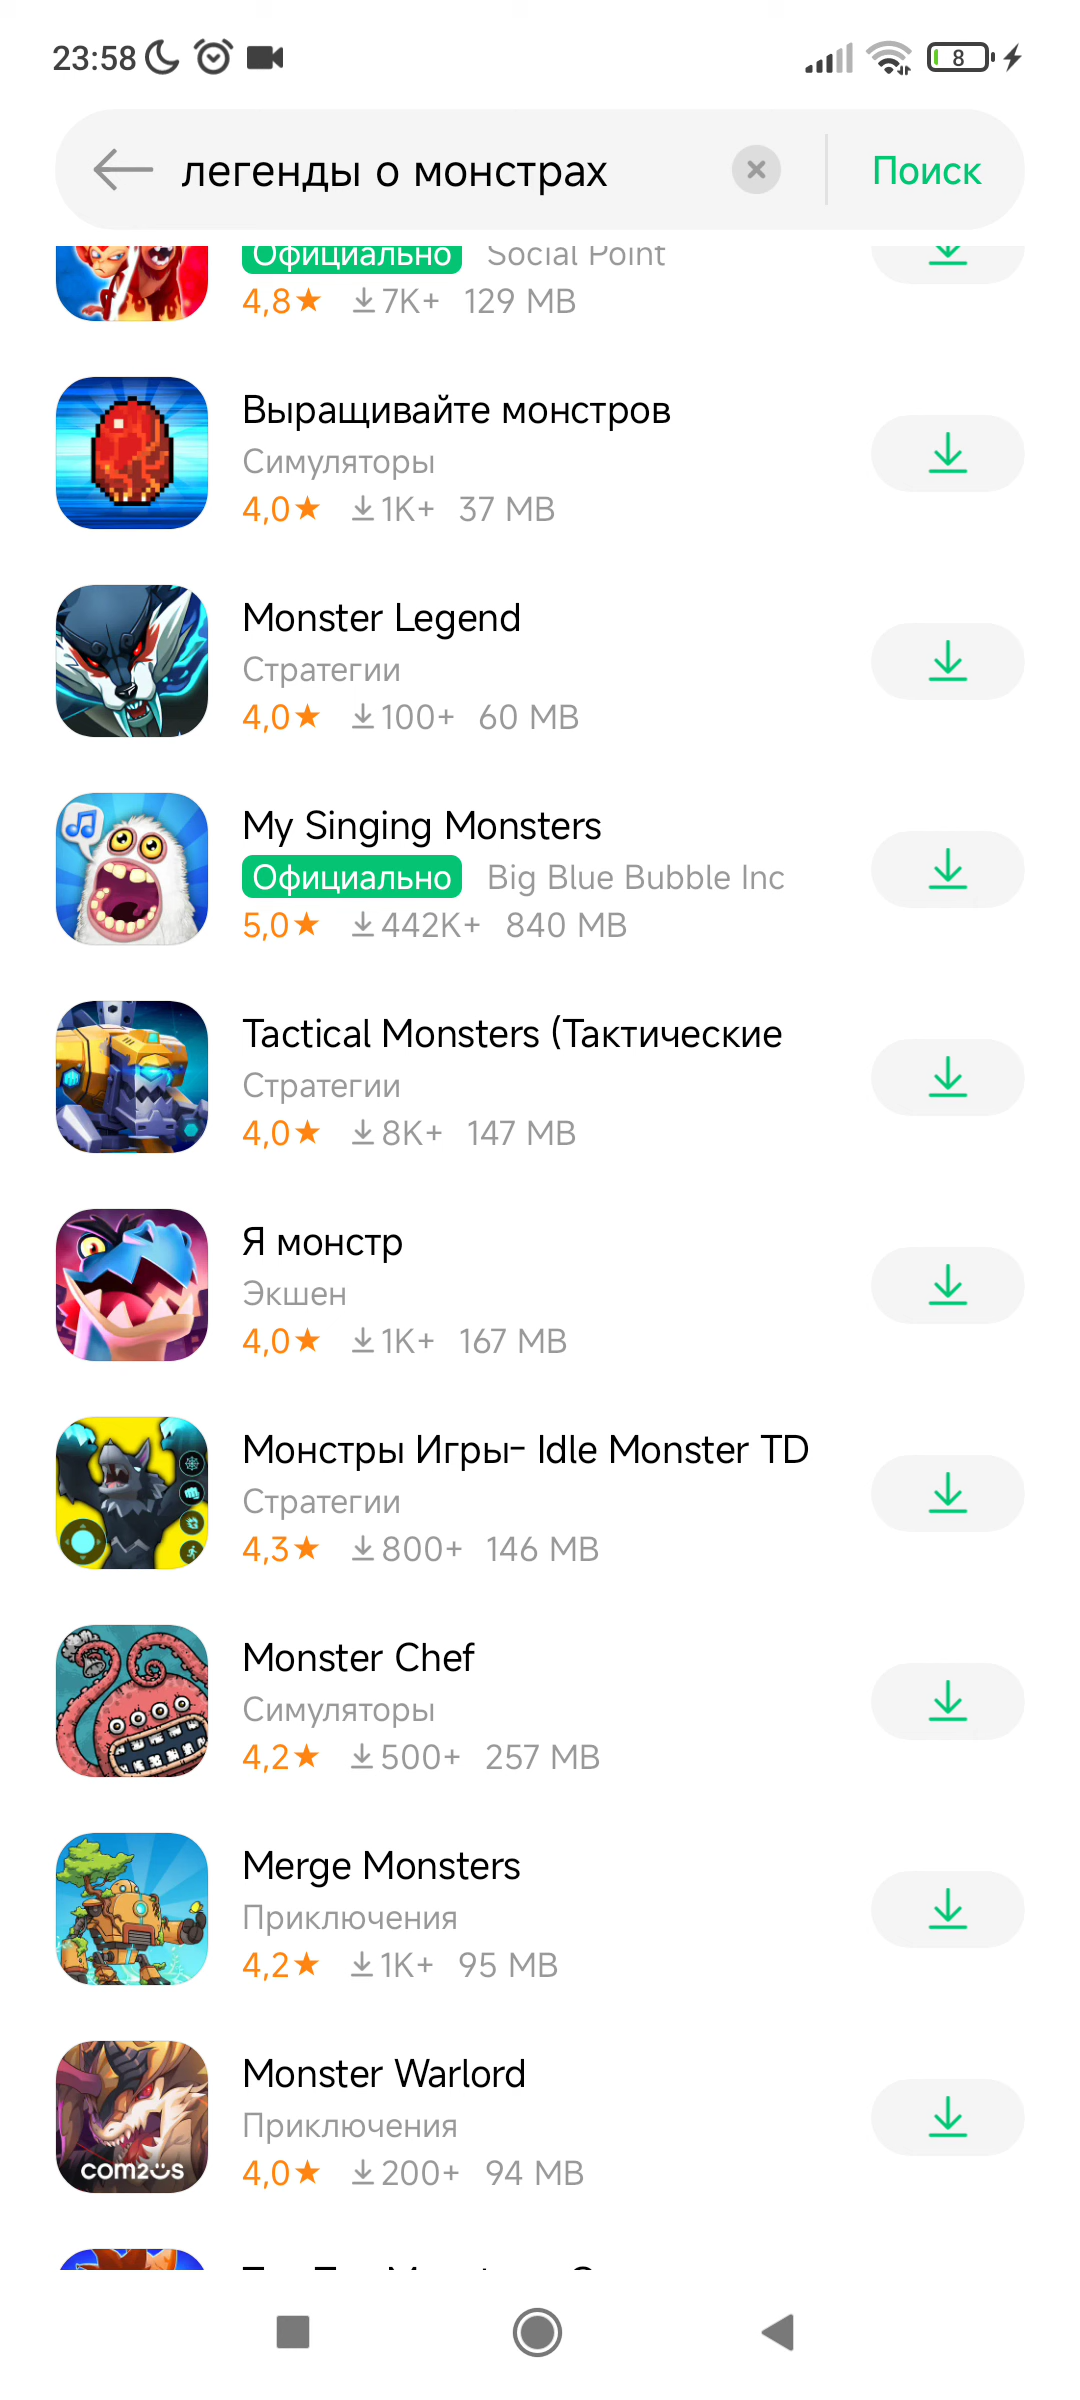 23:58
8
легенды о монстрах
Поиск
Официально Social Point
4,8★ 7K+ 129 MB
Выращивайте монстров
Симуляторы
4,0★ 1K+ 37 MB
Monster Legend
Стратегии
4,0★ 100+ 60 MB
My Singing Monsters
Официально Big Blue Bubble Inc
5,0★ 442K+ 840 MB
Tactical Monsters (Тактические
Стратегии
4,0★ 8K+ 147 MB
Я монстр
Экшен
4,0★ 1K+ 167 MB
Монстры Игры- Idle Monster TD
Стратегии
4,3★ 800+ 146 MB
Monster Chef
Симуляторы
4,2★ 500+ 257 MB
Merge Monsters
Приключения
4,2★ 1K+ 95 MB
Monster Warlord
Приключения
4,0★ 200+ 94 MB
com2us